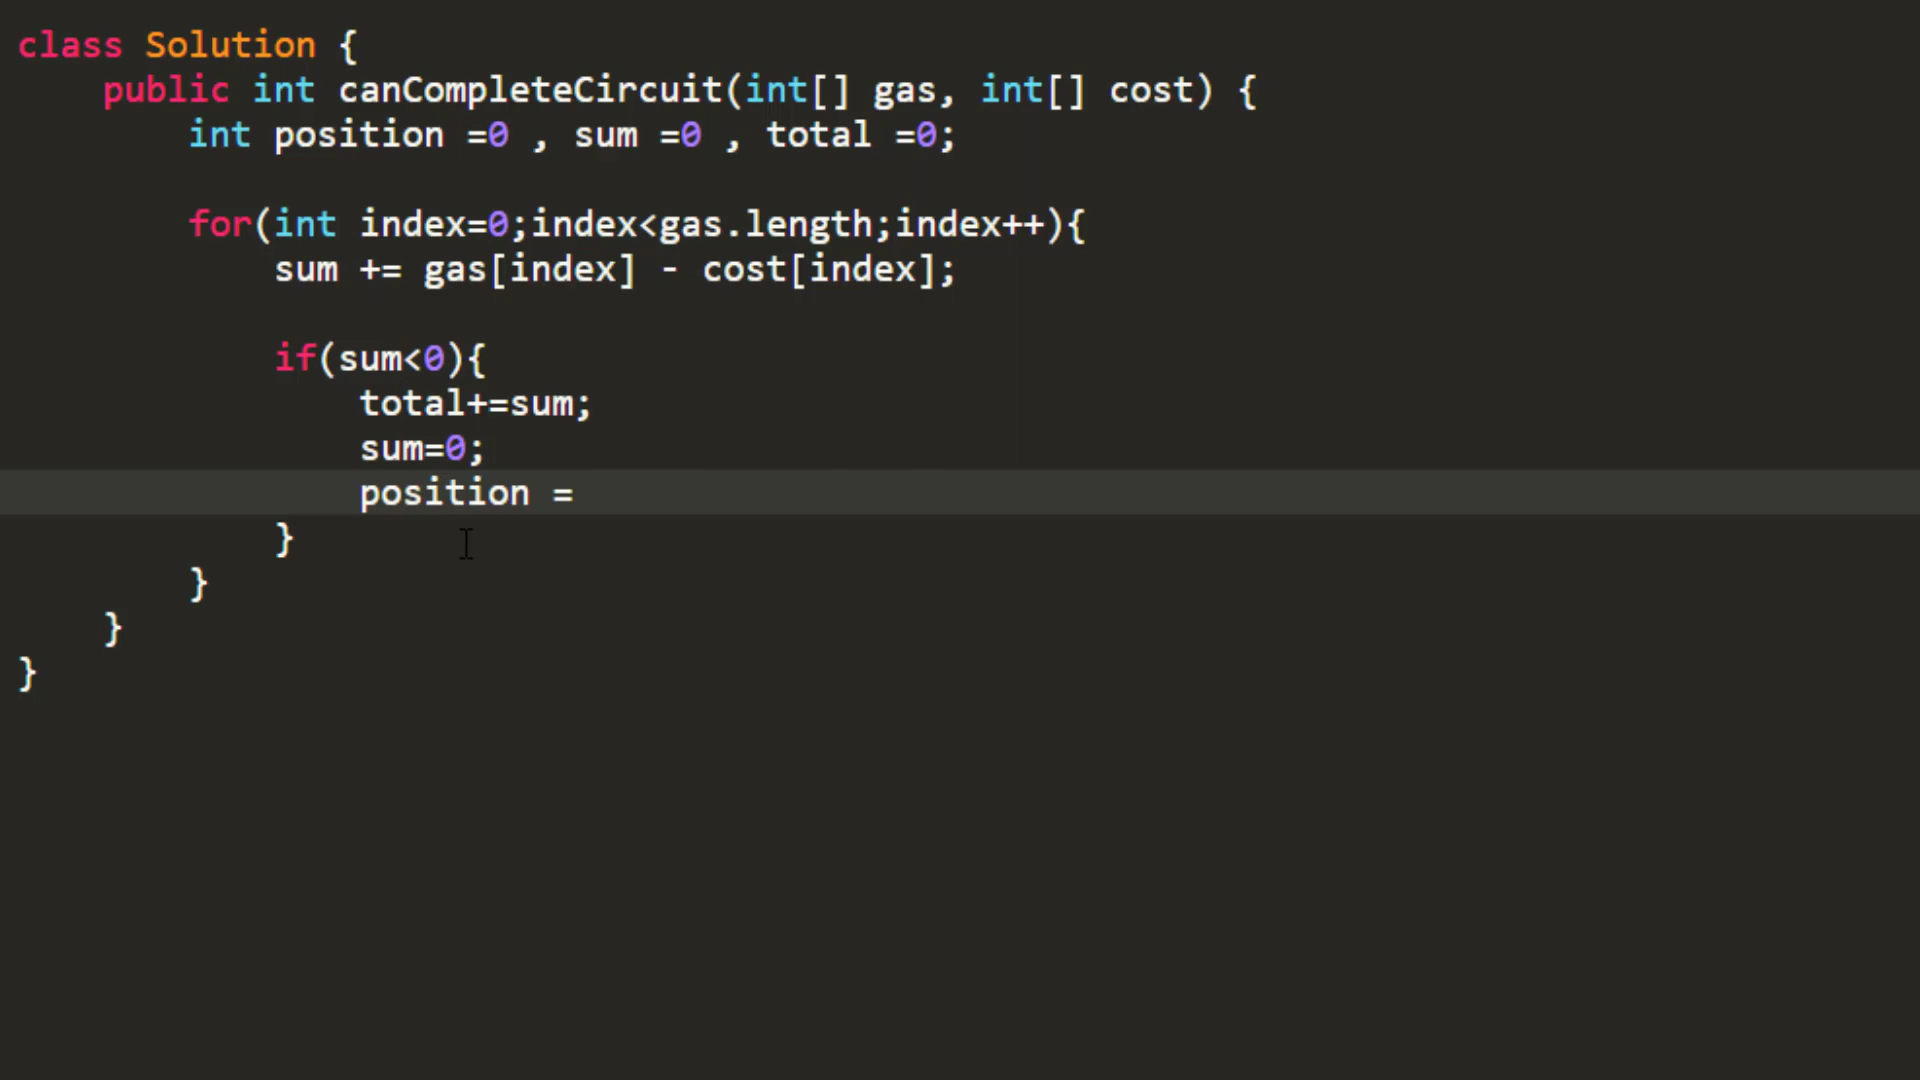 class Solution {
public int canCompleteCircuit(int[] gas, int[] cost) {
int position =0 , sum =0 , total =0;
for(int index=0;index<gas.length;index++){
sum += gas[index] - cost[index];
if(sum<0){
total+=sum;
sum=0;
position =
}
}
}
}